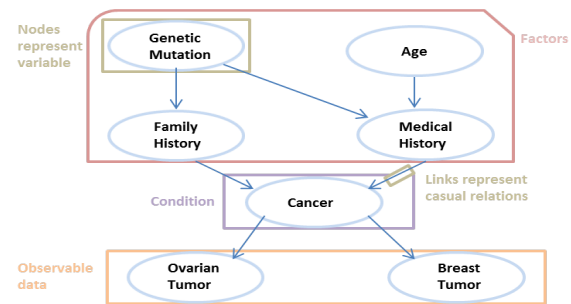 Nodes
represent
variable
Genetic
Mutation
Age
Factors
Family
History
Medical
History
Links represent
casual relations
Condition
Cancer
Observable
data
Ovarian
Tumor
Breast
Tumor